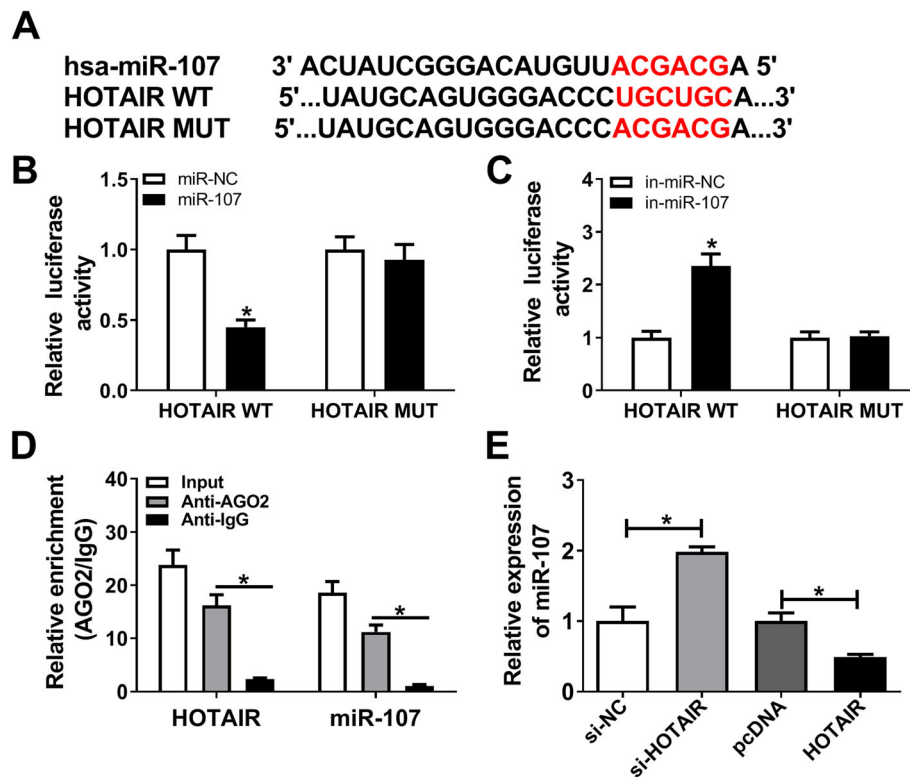 A
hsa-miR-107 3' ACUAUCGGGACAUGUUACGACGA 5'
HOTAIR WT 5'...UAUGCAGUGGGACCCUGCUGCA...3'
HOTAIR MUT 5'...UAUGCAGUGGGACCCACGACGA...3'
B
Relative luciferase
activity
1.5
1.0
0.5
0.0
miR-NC
miR-107
*
HOTAIR WT HOTAIR MUT
C
Relative luciferase
activity
4
3
2
1
0
in-miR-NC
in-miR-107
*
HOTAIR WT HOTAIR MUT
D
Relative enrichment
(AGO2/IgG)
40
30
20
10
0
Input
Anti-AGO2
Anti-IgG
*
*
HOTAIR miR-107
E
Relative expression
of miR-107
3
2
1
0
*
*
si-NC
si-HOTAIR
pcDNA
HOTAIR